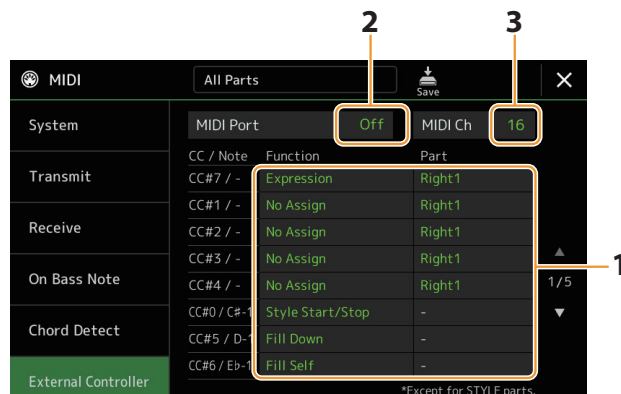 2 3
MIDI All Parts Save ×
System MIDI Port Off MIDI Ch 16
CC / Note Function Part
Transmit CC#7 / - Expression Right1
CC#1 / - No Assign Right1
Receive CC#2 / - No Assign Right1
CC#3 / - No Assign Right1
1
On Bass Note CC#4 / - No Assign Right1 1/5
CC#0 / C#-1 Style Start/Stop -
Chord Detect CC#5 / D-1 Fill Down -
CC#6 / Eb-1 Fill Self -
External Controller *Except for STYLE parts.